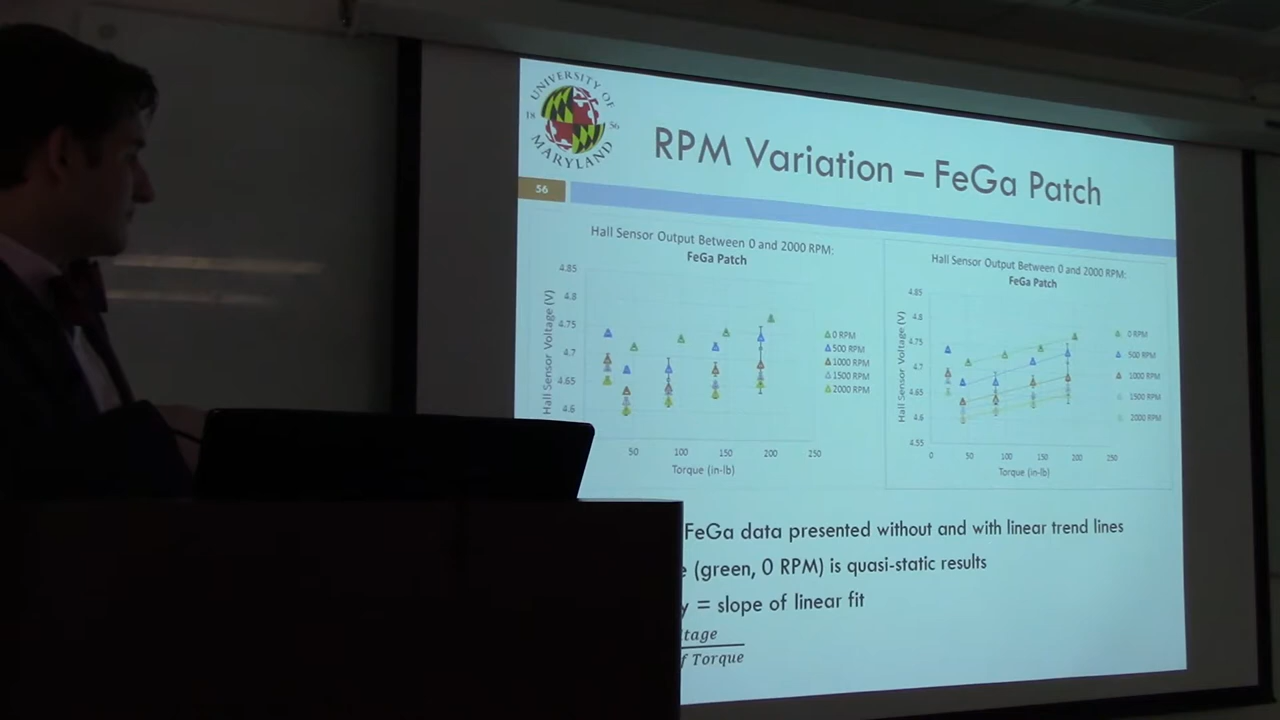 UNIVERSITY OF
18 56
MARYLAND
RPM Variation – FeGa Patch
56
Hall Sensor Output Between 0 and 2000 RPM:
FeGa Patch
Hall Sensor Voltage (V)
4.85
4.8
4.75
4.7
4.65
4.6
50 100 150 200 250
Torque (in-lb)
0 RPM
500 RPM
1000 RPM
1500 RPM
2000 RPM
Hall Sensor Output Between 0 and 2000 RPM:
FeGa Patch
Hall Sensor Voltage (V)
4.85
4.8
4.75
4.7
4.65
4.6
4.55
0 50 100 150 200 250
Torque (in-lb)
0 RPM
500 RPM
1000 RPM
1500 RPM
2000 RPM
FeGa data presented without and with linear trend lines
e (green, 0 RPM) is quasi-static results
y = slope of linear fit
tage
f Torque